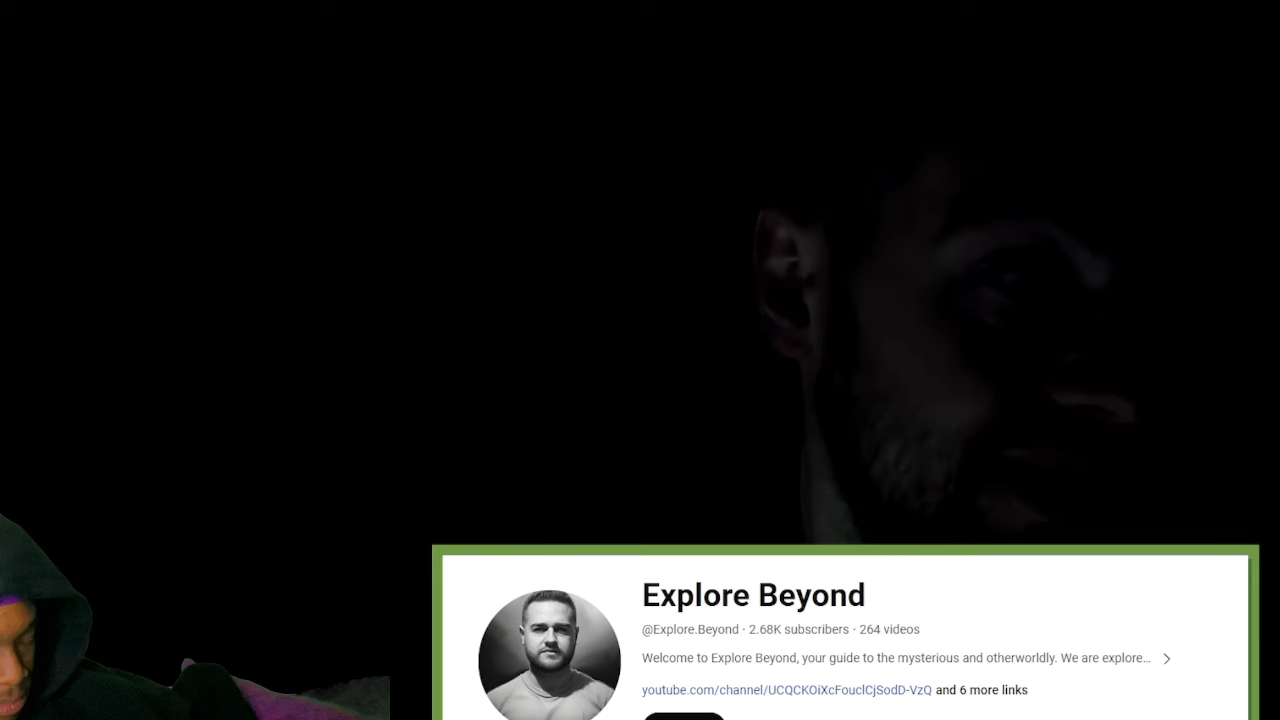 Explore Beyond
@Explore.Beyond · 2.68K subscribers · 264 videos
Welcome to Explore Beyond, your guide to the mysterious and otherworldly. We are explore...
youtube.com/channel/UCQCKOiXcFouclCjSodD-VzQ and 6 more links